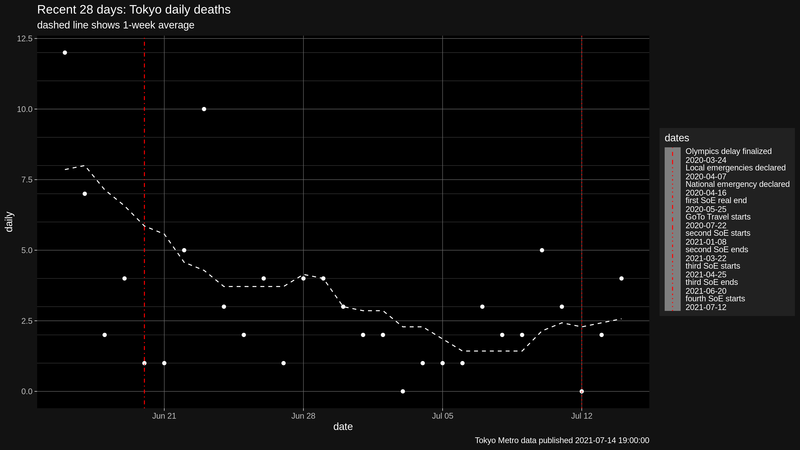 Recent 28 days: Tokyo daily deaths
dashed line shows 1-week average
12.5
10.0
7.5
5.0
2.5
0.0
daily
Jun 21
Jun 28
Jul 05
Jul 12
date
dates
Olympics delay finalized
2020-03-24
Local emergencies declared
2020-04-07
National emergency declared
2020-04-16
first SoE real end
2020-05-25
GoTo Travel starts
2020-07-22
second SoE starts
2021-01-08
second SoE ends
2021-03-22
third SoE starts
2021-04-25
third SoE ends
2021-06-20
fourth SoE starts
2021-07-12
Tokyo Metro data published 2021-07-14 19:00:00